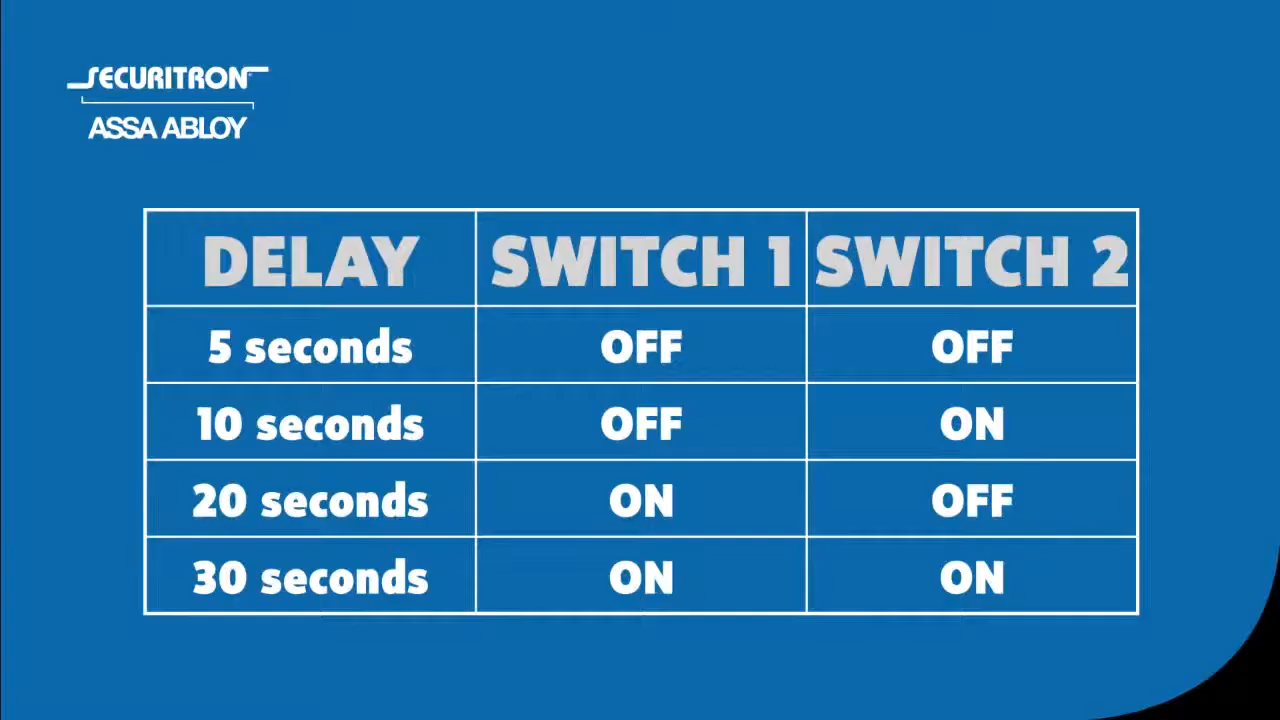 SECURITRON
ASSA ABLOY
DELAY SWITCH 1 SWITCH 2
5 seconds OFF OFF
10 seconds OFF ON
20 seconds ON OFF
30 seconds ON ON